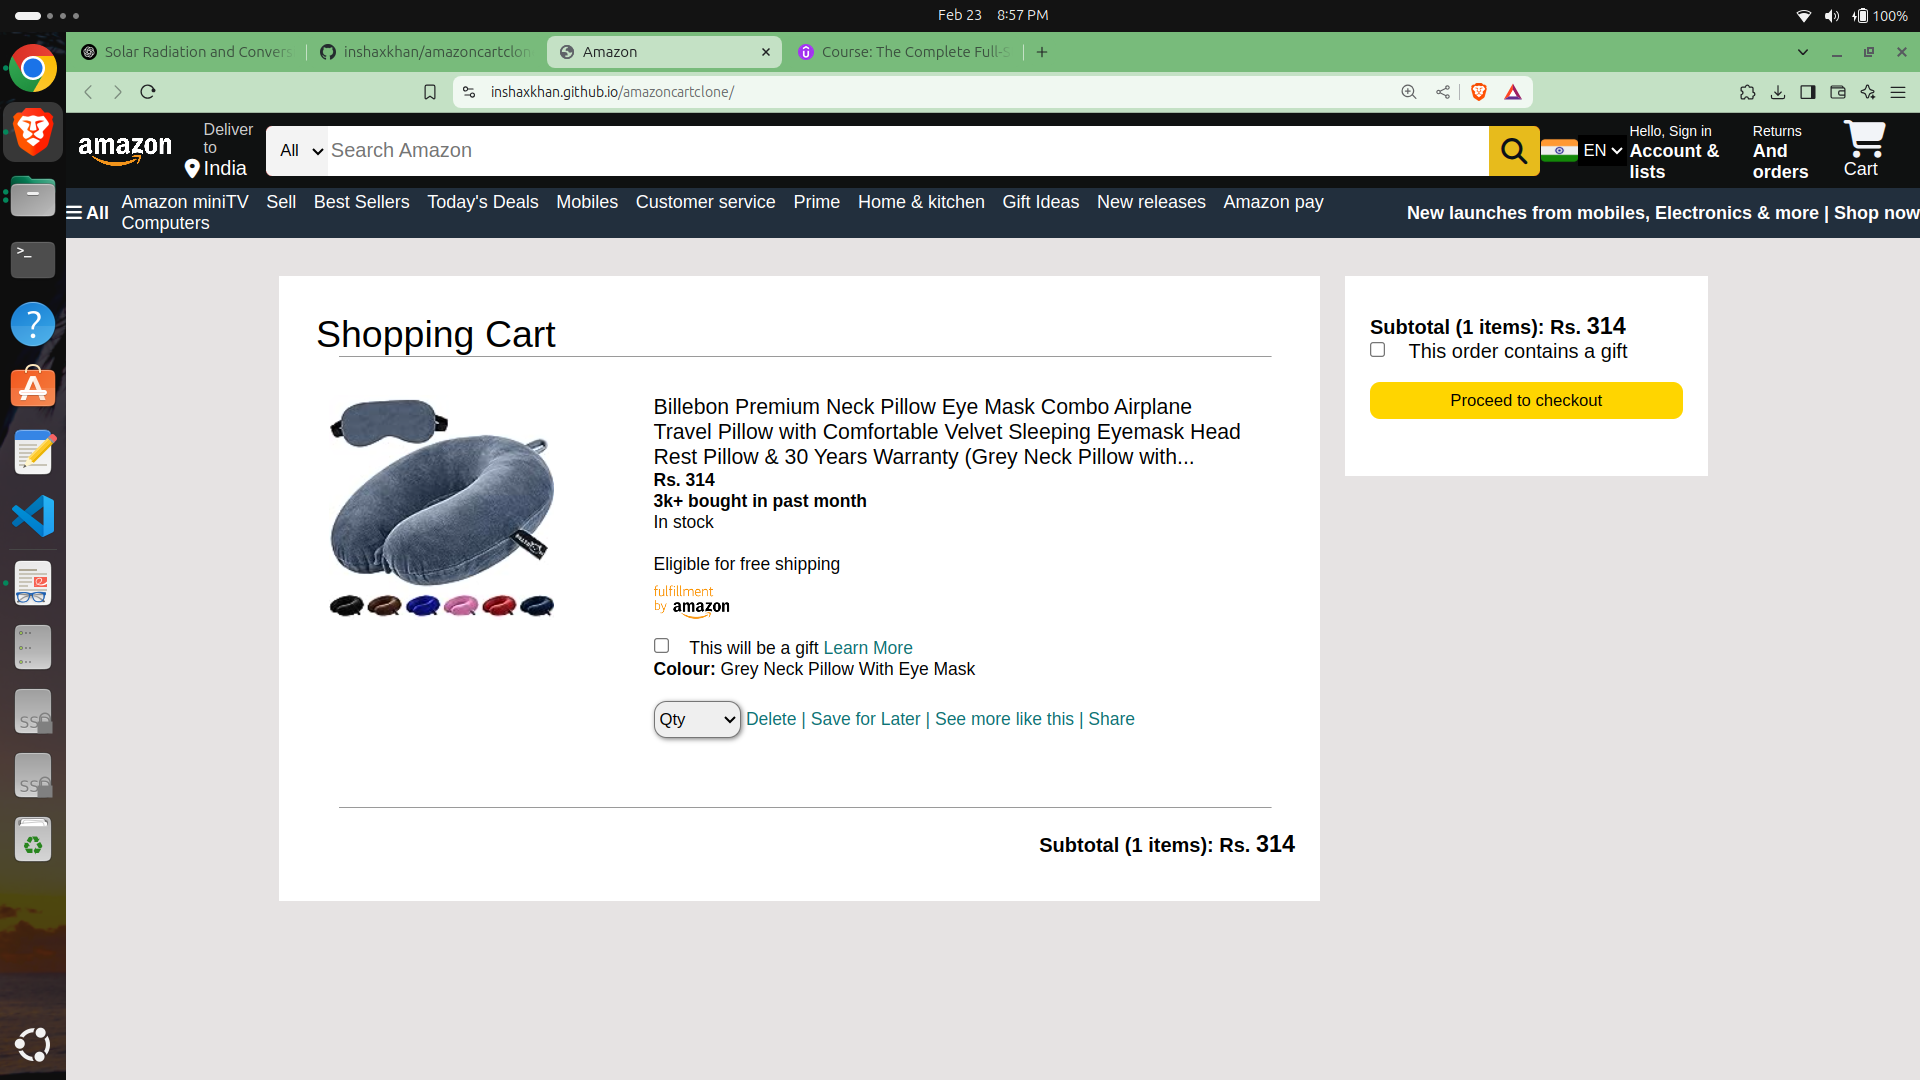 Feb 23 8:57 PM
100%
Solar Radiation and Convers
inshaxkhan/amazoncartclon
Amazon
Course: The Complete Full-S
inshaxkhan.github.io/amazoncartclone/
amazon
Deliver
to
India
All
Search Amazon
EN
Hello, Sign in
Account &
lists
Returns
And
orders
Cart
All
Amazon miniTV Sell Best Sellers Today's Deals Mobiles Customer service Prime Home & kitchen Gift Ideas New releases Amazon pay
Computers
New launches from mobiles, Electronics & more | Shop now
Shopping Cart
Billebon Premium Neck Pillow Eye Mask Combo Airplane
Travel Pillow with Comfortable Velvet Sleeping Eyemask Head
Rest Pillow & 30 Years Warranty (Grey Neck Pillow with...
Rs. 314
3k+ bought in past month
In stock
Eligible for free shipping
fulfillment
by amazon
This will be a gift Learn More
Colour: Grey Neck Pillow With Eye Mask
Qty
Delete | Save for Later | See more like this | Share
Subtotal (1 items): Rs. 314
Subtotal (1 items): Rs. 314
This order contains a gift
Proceed to checkout